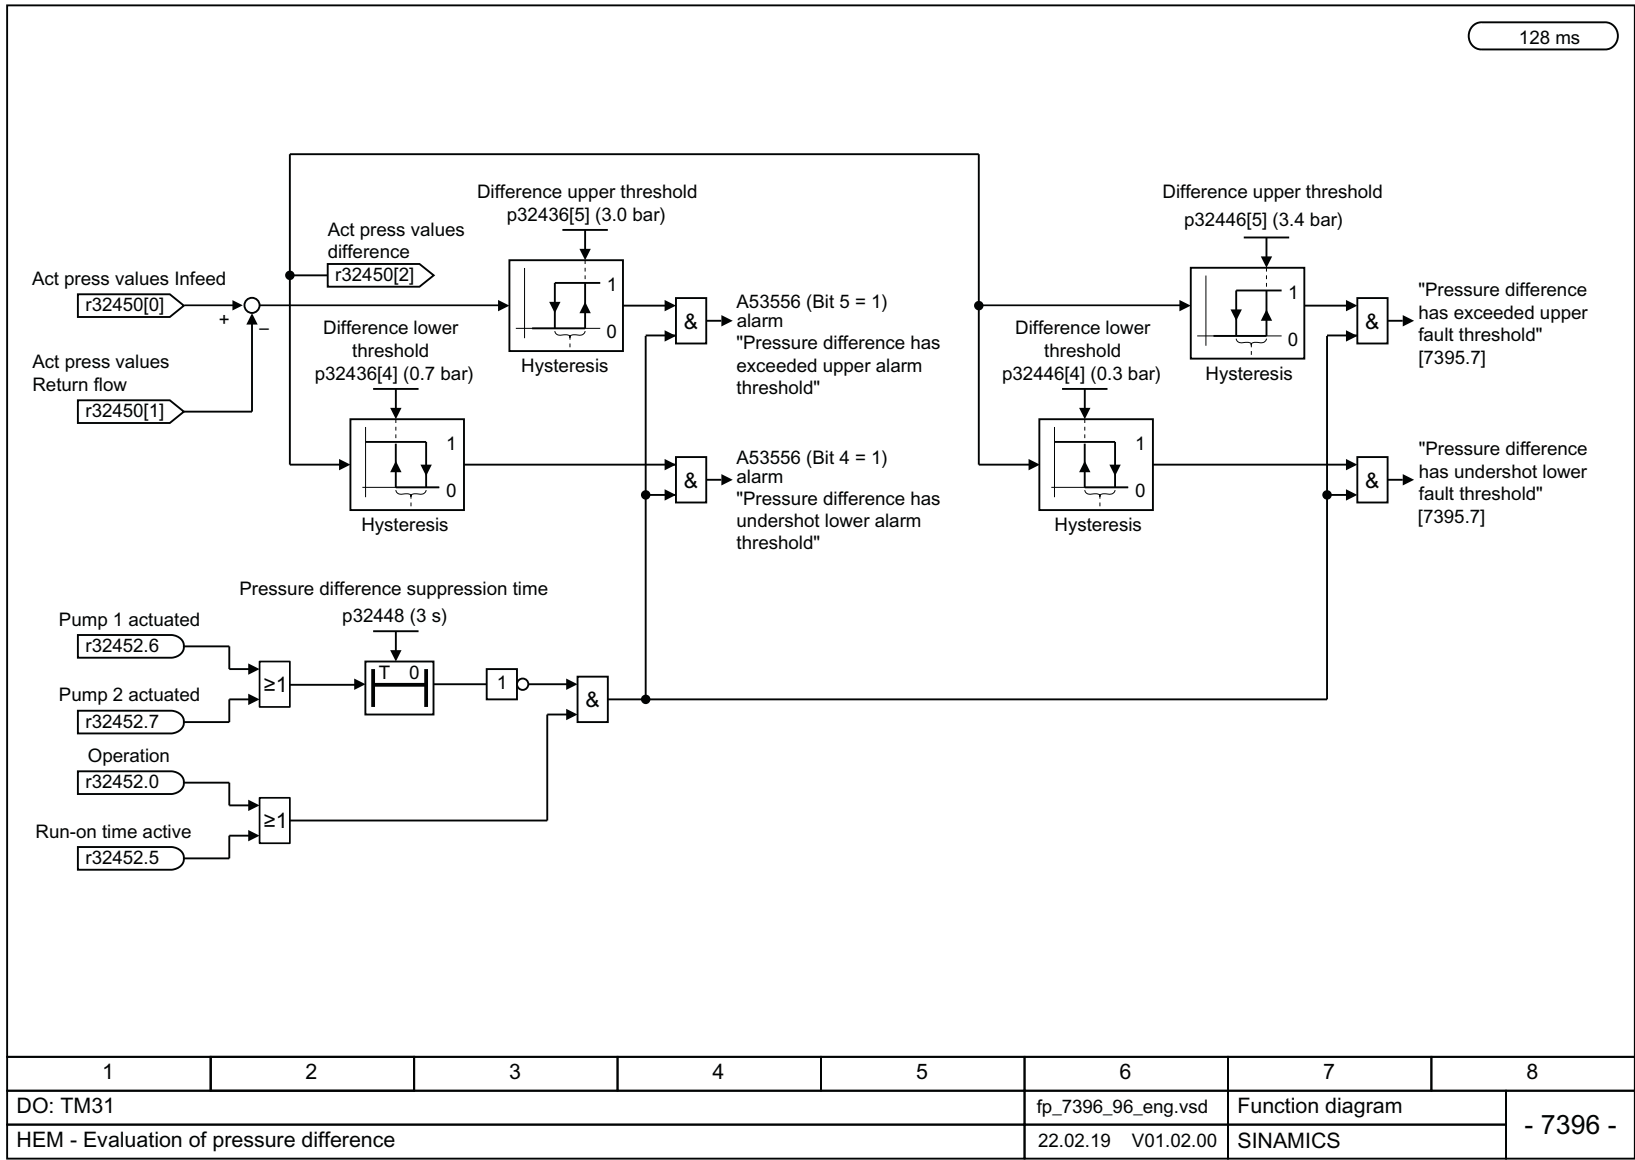 128 ms
Difference upper threshold
p32436[5] (3.0 bar)
Difference upper threshold
p32446[5] (3.4 bar)
Act press values
difference
r32450[2]
Act press values Infeed
r32450[0]
+
–
1
0
Hysteresis
&
A53556 (Bit 5 = 1)
alarm
"Pressure difference has
exceeded upper alarm
threshold"
1
0
Hysteresis
&
"Pressure difference
has exceeded upper
fault threshold"
[7395.7]
Act press values
Return flow
r32450[1]
Difference lower
threshold
p32436[4] (0.7 bar)
1
0
Hysteresis
&
A53556 (Bit 4 = 1)
alarm
"Pressure difference has
undershot lower alarm
threshold"
Difference lower
threshold
p32446[4] (0.3 bar)
1
0
Hysteresis
&
"Pressure difference
has undershot lower
fault threshold"
[7395.7]
Pressure difference suppression time
p32448 (3 s)
Pump 1 actuated
r32452.6
Pump 2 actuated
r32452.7
≥1
T 0
1
&
Operation
r32452.0
Run-on time active
r32452.5
≥1
1 2 3 4 5 6 7 8
DO: TM31
fp_7396_96_eng.vsd
Function diagram
- 7396 -
HEM - Evaluation of pressure difference
22.02.19 V01.02.00
SINAMICS